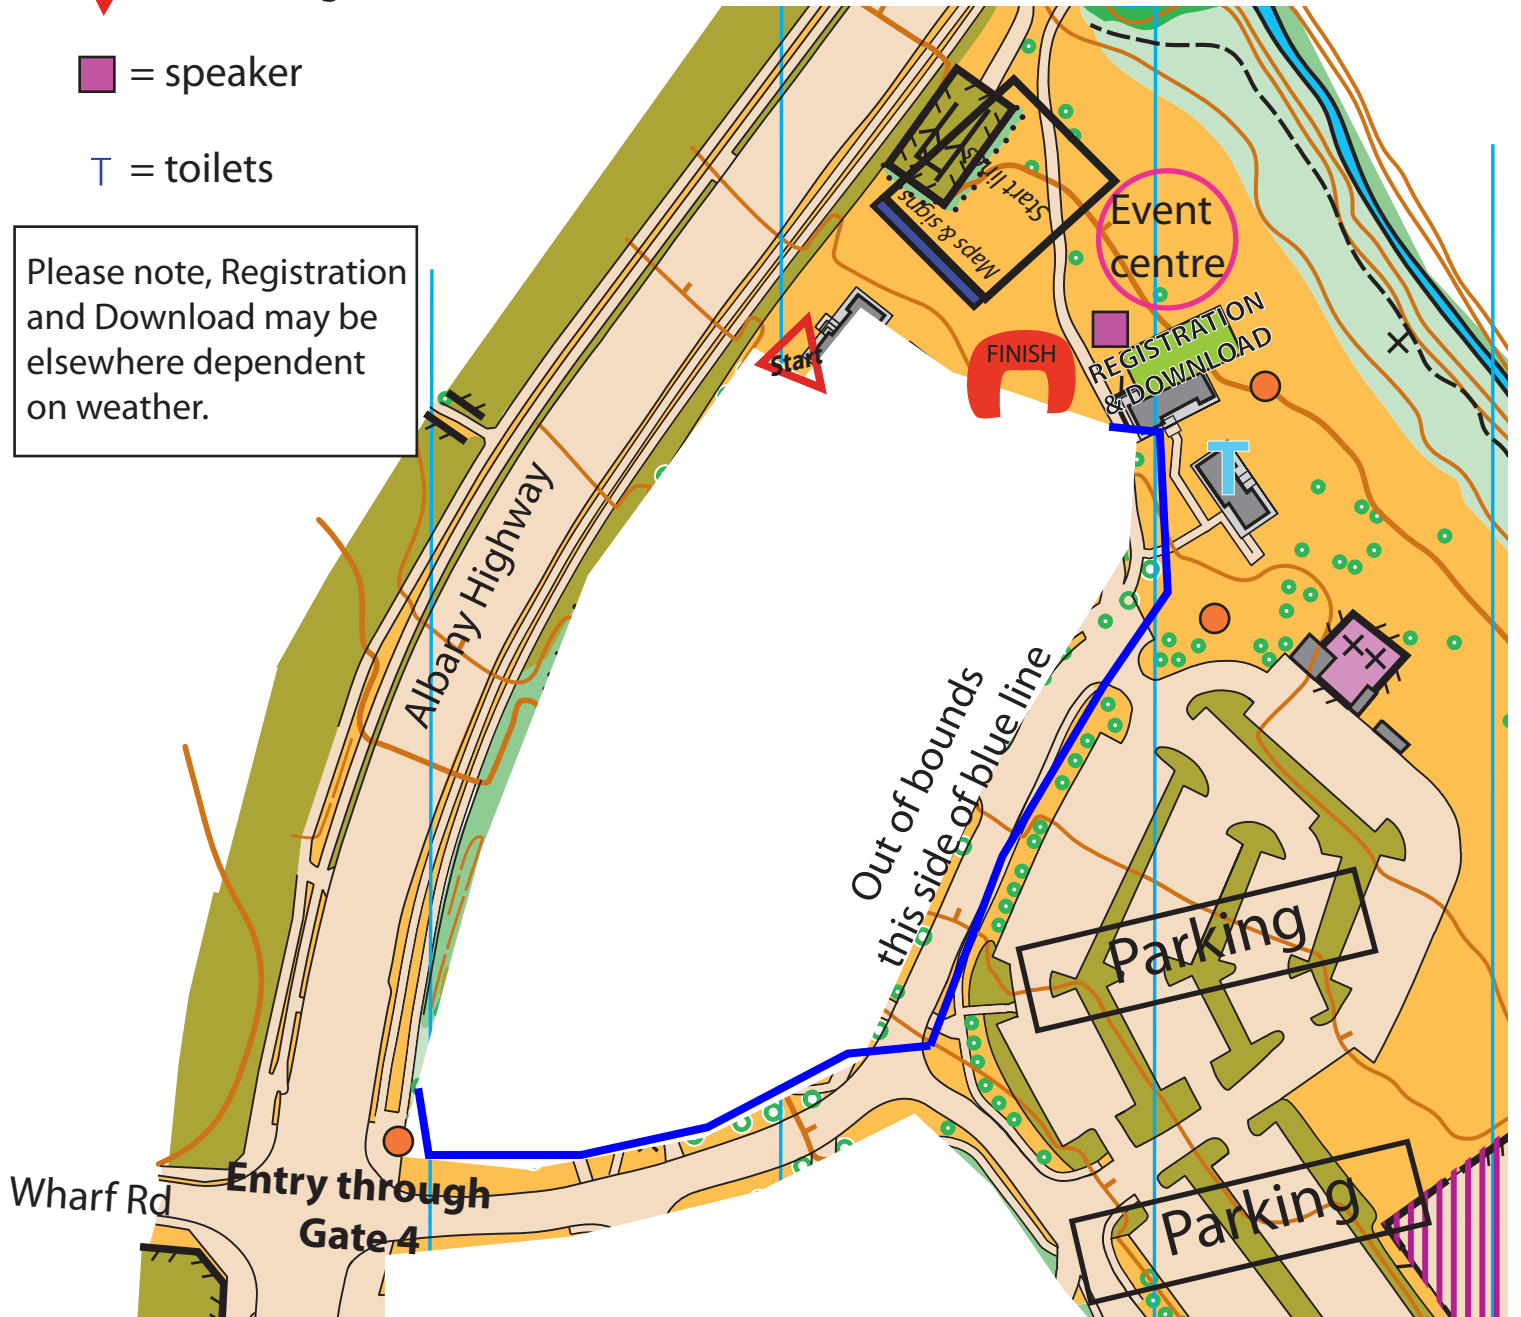 = speaker
T = toilets
Please note, Registration
and Download may be
elsewhere dependent
on weather.
Start lines
Maps & signs
Event
centre
Start
FINISH
REGISTRATION
& DOWNLOAD
T
Albany Highway
Out of bounds
this side of blue line
Parking
Parking
Wharf Rd
Entry through
Gate 4